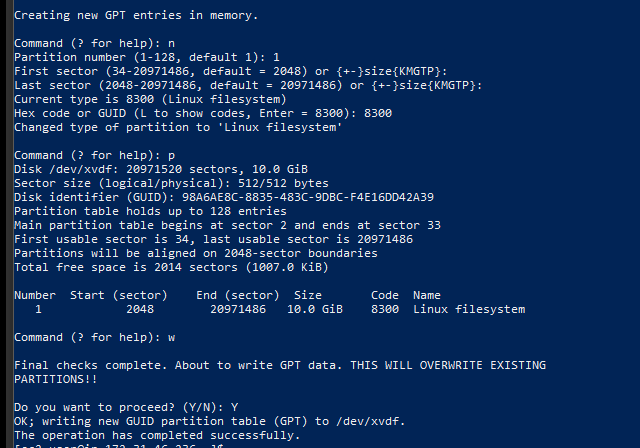 Creating new GPT entries in memory.
Command (? for help): n
Partition number (1-128, default 1): 1
First sector (34-20971486, default = 2048) or {+-}size{KMGTP}:
Last sector (2048-20971486, default = 20971486) or {+-}size{KMGTP}:
Current type is 8300 (Linux filesystem)
Hex code or GUID (L to show codes, Enter = 8300): 8300
Changed type of partition to 'Linux filesystem'
Command (? for help): p
Disk /dev/xvdf: 20971520 sectors, 10.0 GiB
Sector size (logical/physical): 512/512 bytes
Disk identifier (GUID): 98A6AE8C-8835-483C-9DBC-F4E16DD42A39
Partition table holds up to 128 entries
Main partition table begins at sector 2 and ends at sector 33
First usable sector is 34, last usable sector is 20971486
Partitions will be aligned on 2048-sector boundaries
Total free space is 2014 sectors (1007.0 KiB)
Number  Start (sector)    End (sector)  Size       Code  Name
   1            2048        20971486   10.0 GiB    8300  Linux filesystem
Command (? for help): w
Final checks complete. About to write GPT data. THIS WILL OVERWRITE EXISTING
PARTITIONS!!
Do you want to proceed? (Y/N): Y
OK; writing new GUID partition table (GPT) to /dev/xvdf.
The operation has completed successfully.